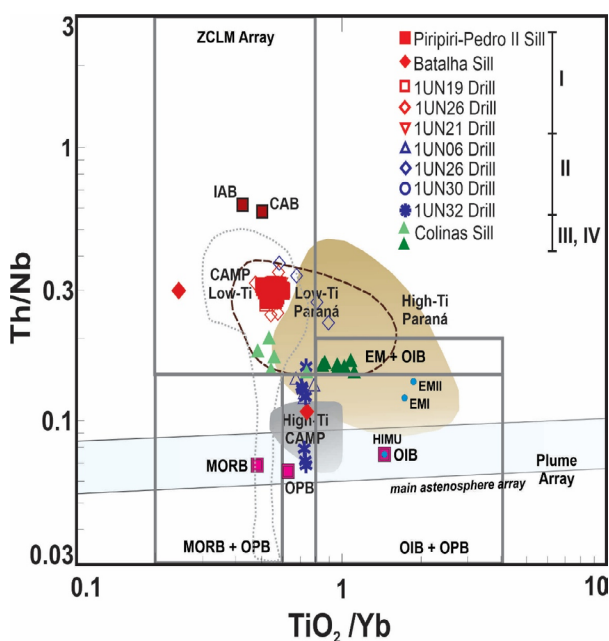 3
ZCLM Array
Piripiri-Pedro II Sill
Batalha Sill
1UN19 Drill
1UN26 Drill
1UN21 Drill
I
1UN06 Drill
1UN26 Drill
1UN30 Drill
1UN32 Drill
II
Colinas Sill
III, IV
1
IAB
CAB
Th/Nb
0.3
CAMP
Low-Ti
Low-Ti
Paraná
High-Ti
Paraná
EM + OIB
EMII
EMI
0.1
High-Ti
CAMP
HIMU
OIB
MORB
OPB
Plume
Array
main astenosphere array
MORB + OPB
OIB + OPB
0.03
0.1
1
10
TiO₂ /Yb